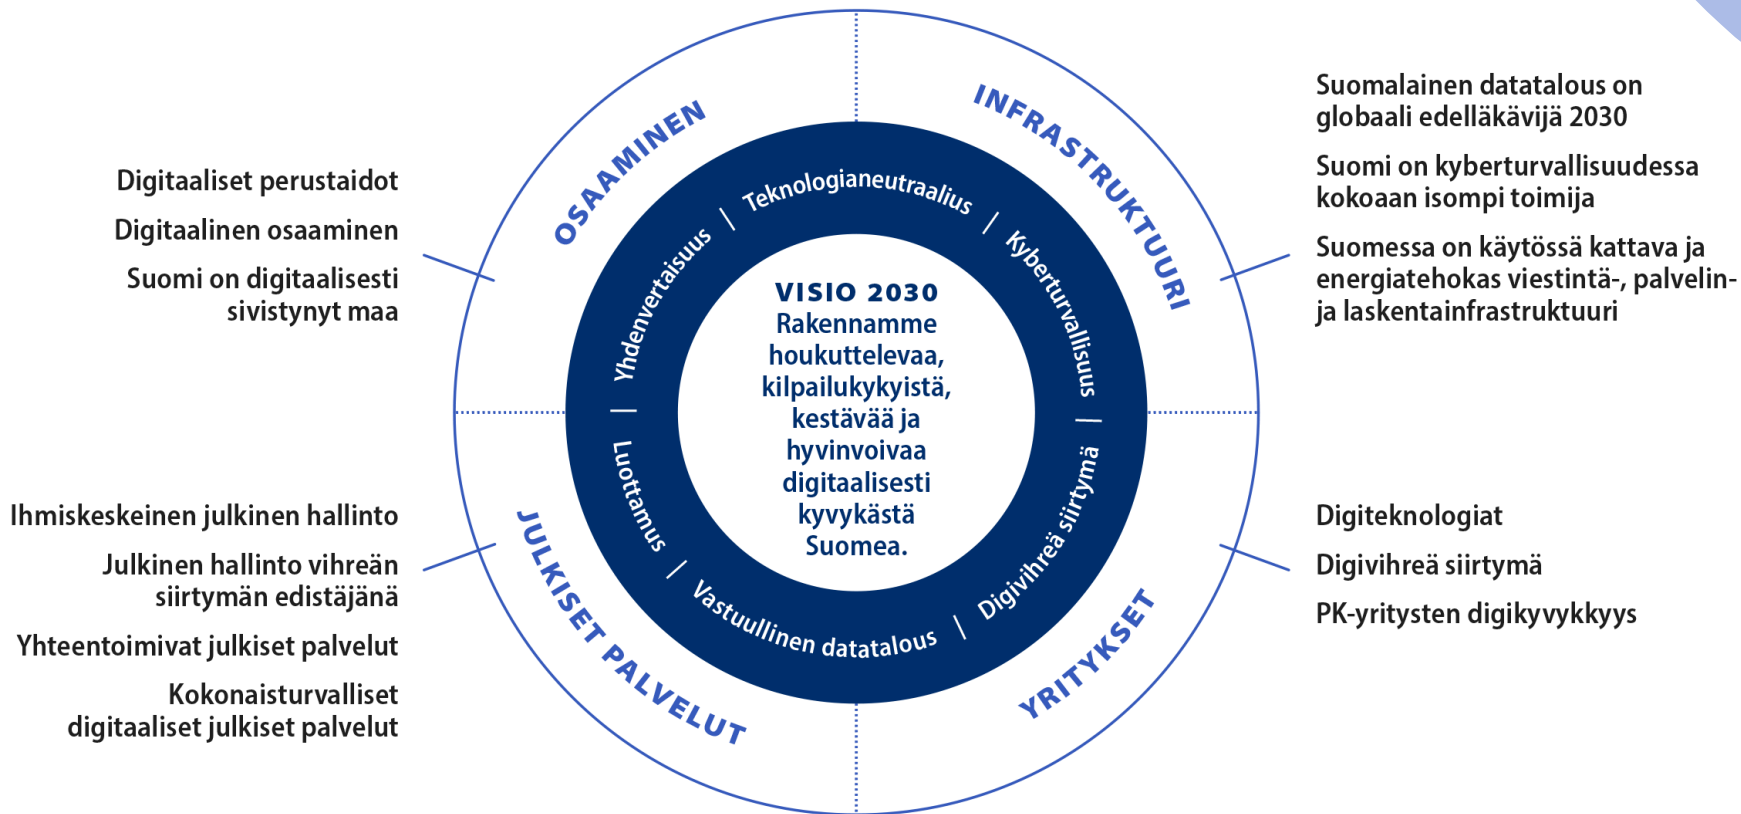 OSAAMINEN
Digitaaliset perustaidot
Digitaalinen osaaminen
Suomi on digitaalisesti
sivistynyt maa
INFRASTRUKTUURI
Suomalainen datatalous on
globaali edelläkävijä 2030
Suomi on kyberturvallisuudessa
kokoaan isompi toimija
Suomessa on käytössä kattava ja
energiatehokas viestintä-, palvelin-
ja laskentainfrastruktuuri
Yhdenvertaisuus | Teknologianeutraalius | Kyberturvallisuus | Digivihreä siirtymä | Vastuullinen datatalous | Luottamus |
VISIO 2030
Rakennamme
houkuttelevaa,
kilpailukykyistä,
kestävää ja
hyvinvoivaa
digitaalisesti
kyvykästä
Suomea.
JULKISET PALVELUT
Ihmiskeskeinen julkinen hallinto
Julkinen hallinto vihreän
siirtymän edistäjänä
Yhteentoimivat julkiset palvelut
Kokonaisturvalliset
digitaaliset julkiset palvelut
YRITYKSET
Digiteknologiat
Digivihreä siirtymä
PK-yritysten digikyvykkyys